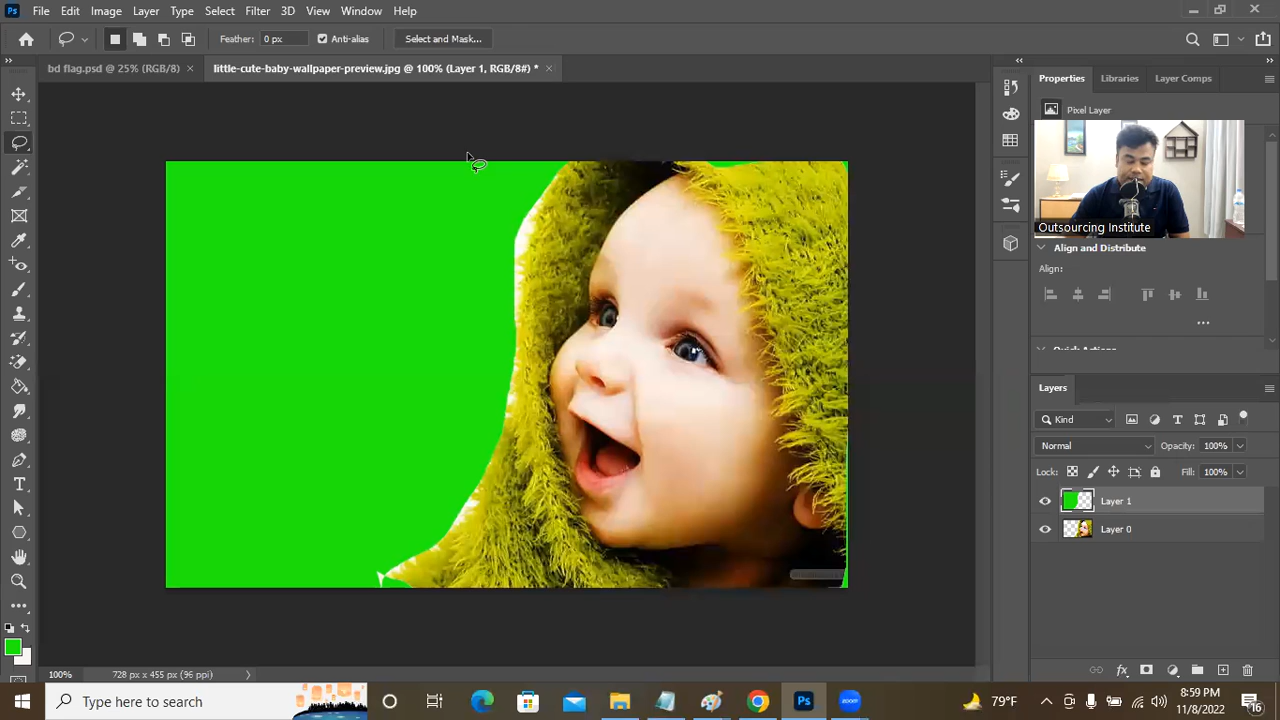 Ps File Edit Image Layer Type Select Filter 3D View Window Help
Feather: 0 px Anti-alias Select and Mask...
bd flag.psd @ 25% (RGB/8) × little-cute-baby-wallpaper-preview.jpg @ 100% (Layer 1, RGB/8#) * ×
Properties Libraries Layer Comps
Pixel Layer
Outsourcing Institute
Align and Distribute
Align:
...
Quick Actions
Layers
Kind
Normal Opacity: 100%
Lock: Fill: 100%
Layer 1
Layer 0
100% 728 px x 455 px (96 ppi)
Type here to search
Ps
zoom
79°F
8:59 PM
11/8/2022
16